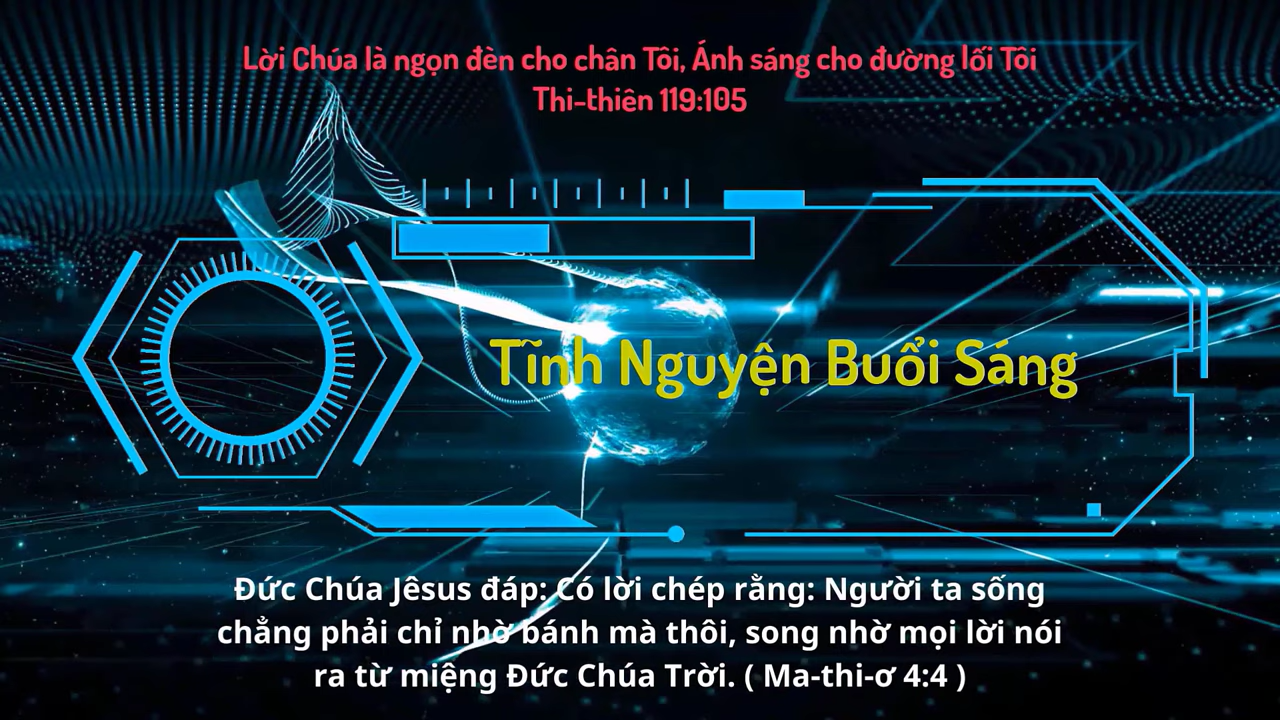 Lời Chúa là ngọn đèn cho chân Tôi, Ánh sáng cho đường lối Tôi
Thi-thiên 119:105
Tĩnh Nguyện Buổi Sáng
Đức Chúa Jêsus đáp: Có lời chép rằng: Người ta sống
chẳng phải chỉ nhờ bánh mà thôi, song nhờ mọi lời nói
ra từ miệng Đức Chúa Trời. ( Ma-thi-ơ 4:4 )